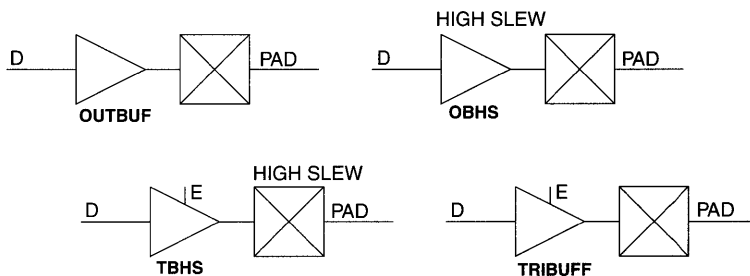 HIGH SLEW
D
PAD
D
PAD
OUTBUF
OBHS
HIGH SLEW
E
E
D
PAD
D
PAD
TBHS
TRIBUFF